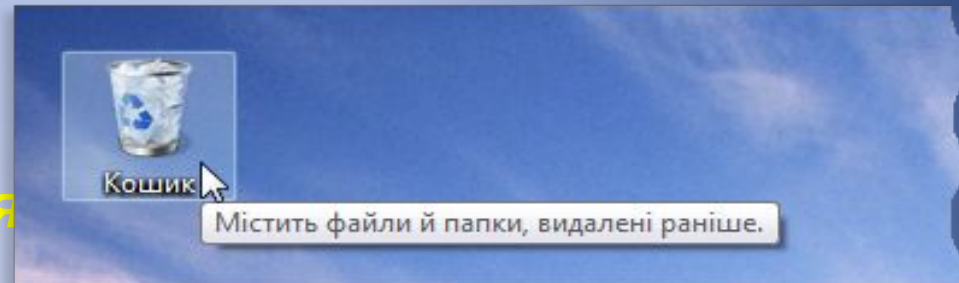 Кошик
я
Містить файли й папки, видалені раніше.